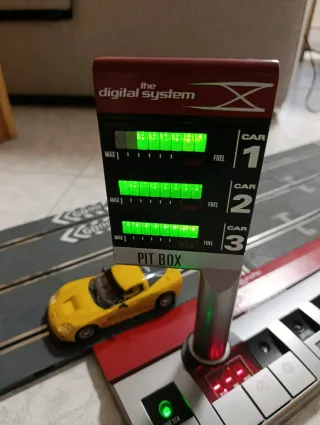 the
digital system X
CAR
1
MAX FUEL
CAR
2
MAX FUEL
CAR
3
MAX FUEL
PIT BOX